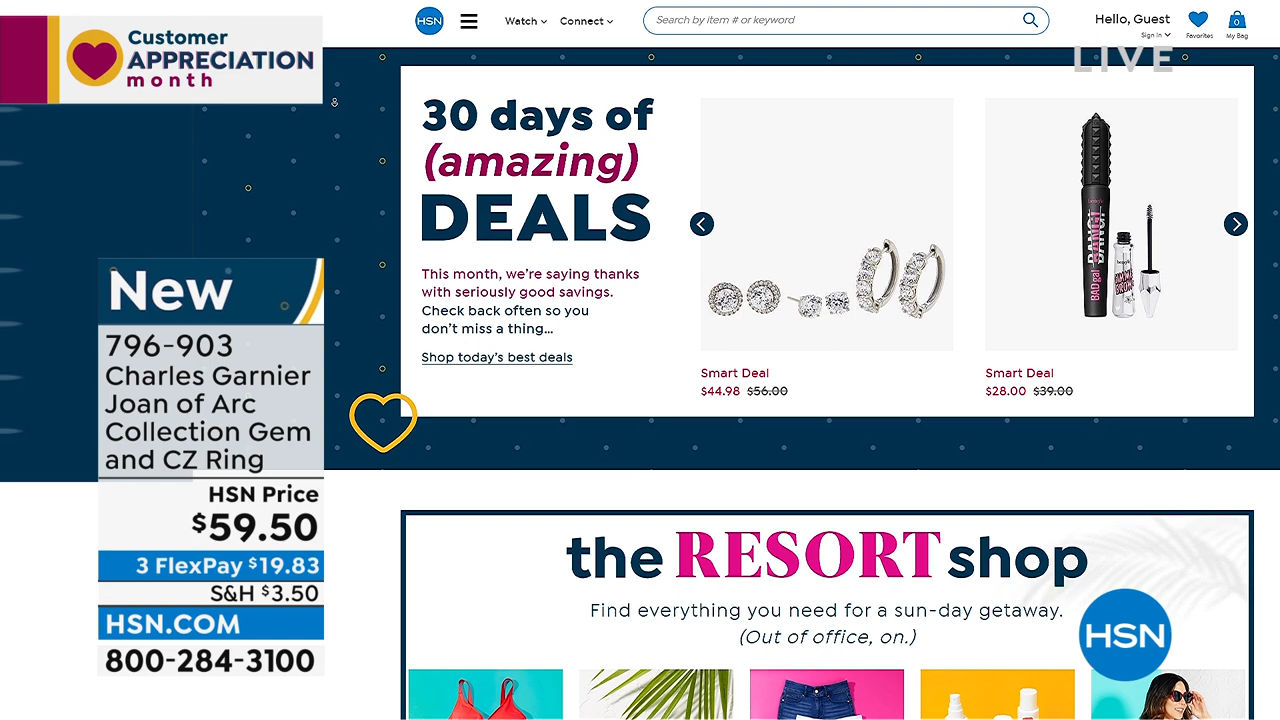 Customer
APPRECIATION
month
HSN
Watch
Connect
Search by item # or keyword
Hello, Guest
Sign In
Favorites
0
My Bag
LIVE
30 days of
(amazing)
DEALS
This month, we're saying thanks
with seriously good savings.
Check back often so you
don't miss a thing...
Shop today's best deals
Smart Deal
$44.98 $56.00
BADgal BANG!
Smart Deal
$28.00 $39.00
New
796-903
Charles Garnier
Joan of Arc
Collection Gem
and CZ Ring
HSN Price
$59.50
3 FlexPay $19.83
S&H $3.50
HSN.COM
800-284-3100
the RESORT shop
Find everything you need for a sun-day getaway.
(Out of office, on.)
HSN